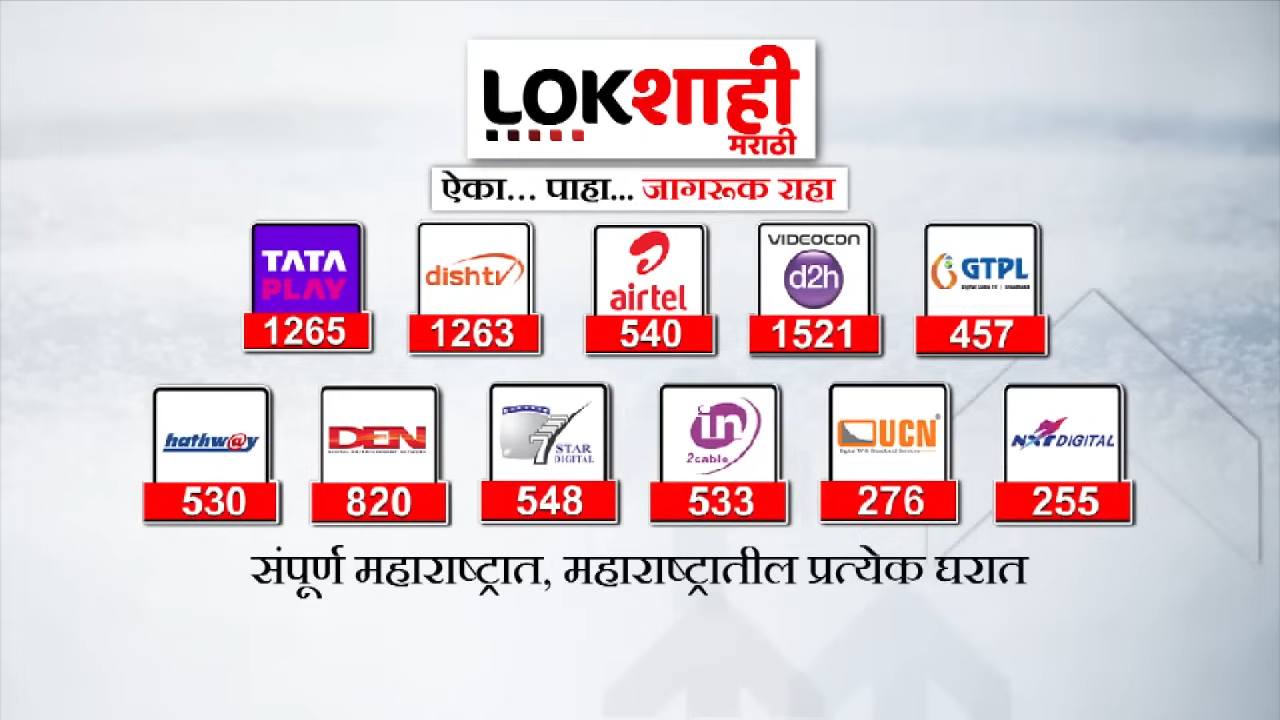 LOKशाही
मराठी
ऐका... पाहा... जागरूक राहा
TATA PLAY
dishtv
airtel
VIDEOCON d2h
GTPL
1265
1263
540
1521
457
hathw@y
DEN
7 STAR DIGITAL
in 2cable
UCN
NXT DIGITAL
530
820
548
533
276
255
संपूर्ण महाराष्ट्रात, महाराष्ट्रातील प्रत्येक घरात